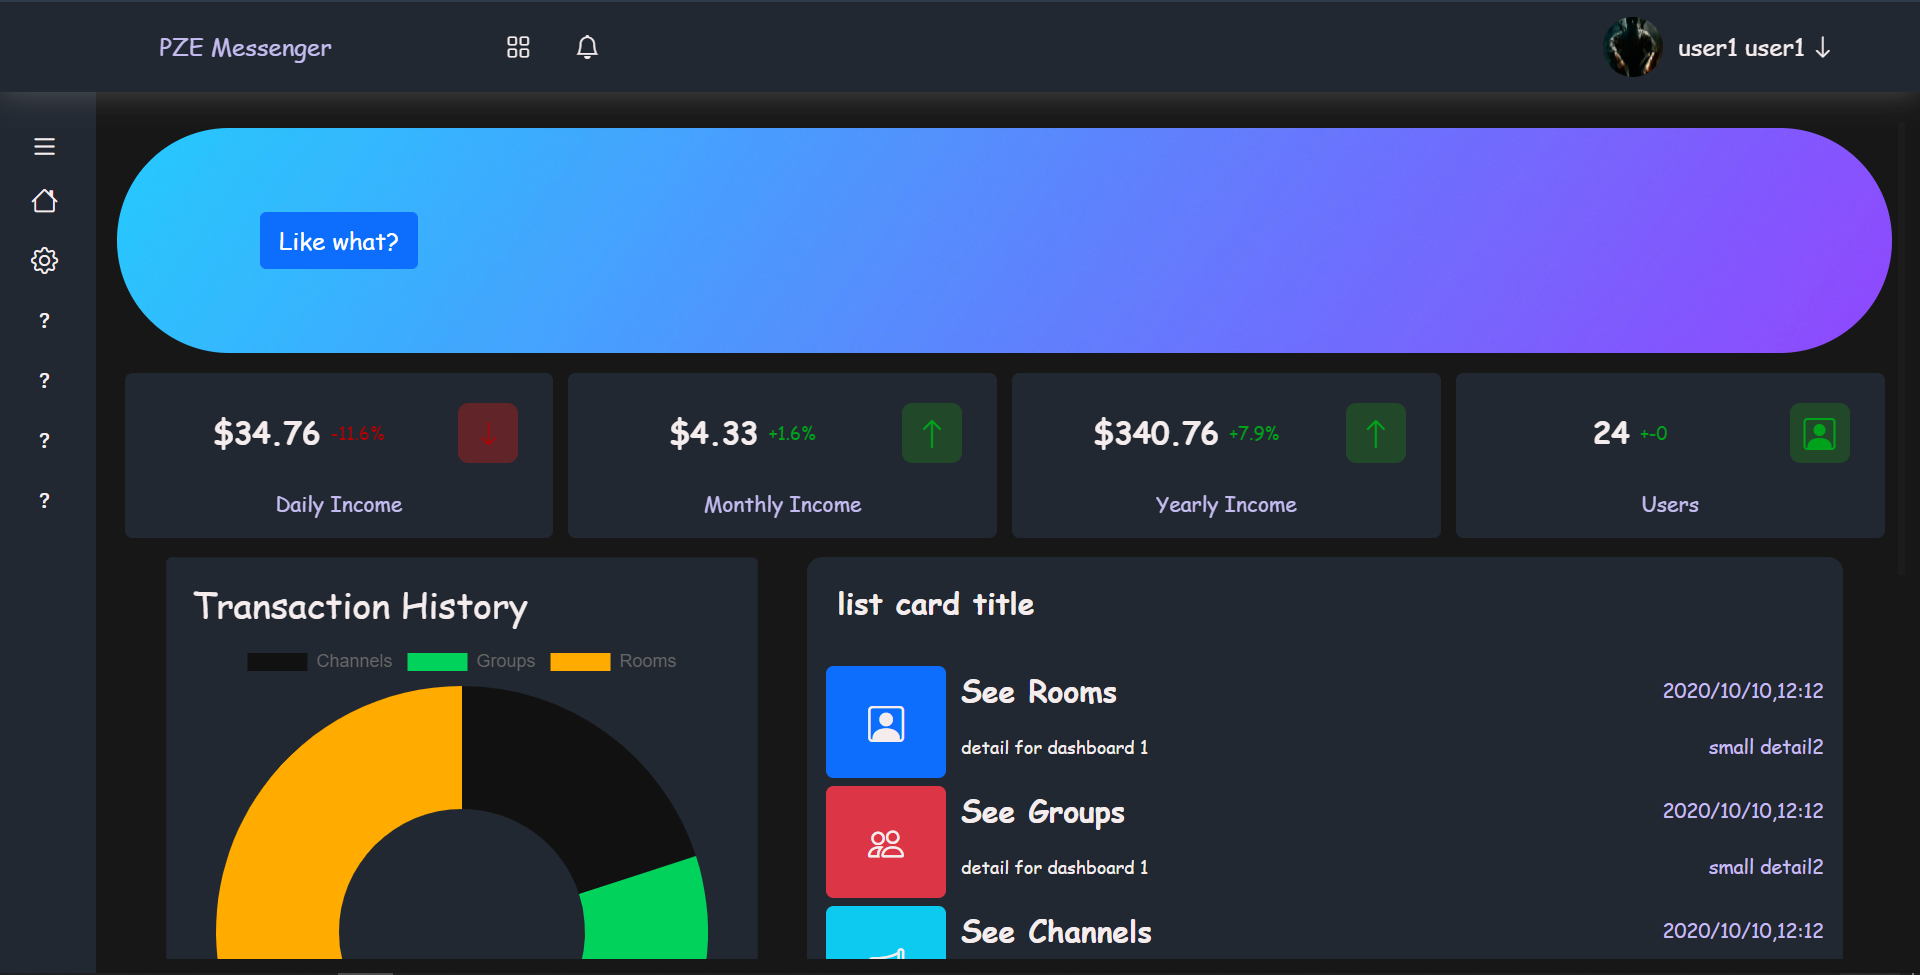 PZE Messenger
user1 user1
Like what?
?
?
?
?
$34.76 -11.6%
Daily Income
$4.33 +1.6%
Monthly Income
$340.76 +7.9%
Yearly Income
24 +-0
Users
Transaction History
Channels Groups Rooms
list card title
See Rooms 2020/10/10,12:12
detail for dashboard 1 small detail2
See Groups 2020/10/10,12:12
detail for dashboard 1 small detail2
See Channels 2020/10/10,12:12